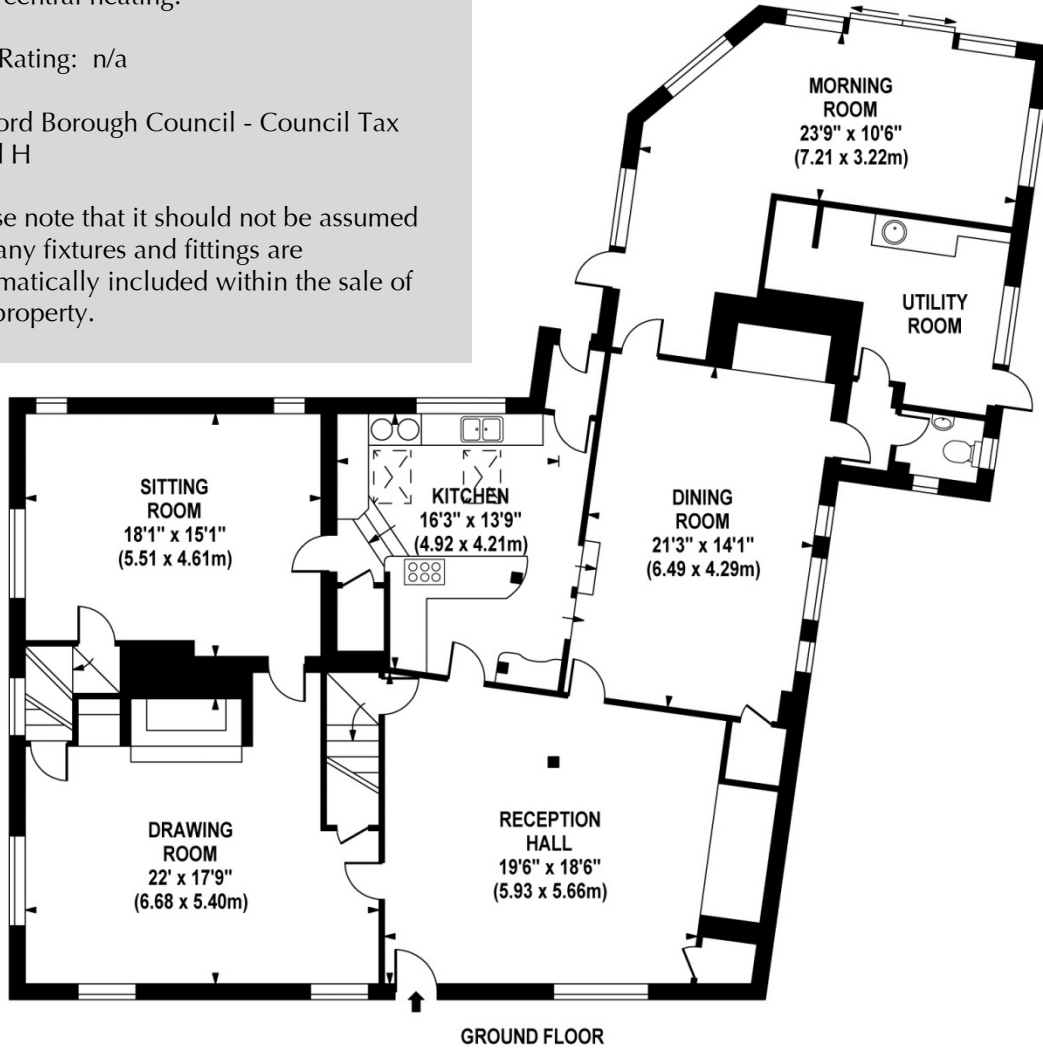 central heating.
Rating: n/a
ord Borough Council - Council Tax
H
se note that it should not be assumed
any fixtures and fittings are
matically included within the sale of
property.
MORNING
ROOM
23'9" x 10'6"
(7.21 x 3.22m)
UTILITY
ROOM
SITTING
ROOM
18'1" x 15'1"
(5.51 x 4.61m)
KITCHEN
16'3" x 13'9"
(4.92 x 4.21m)
DINING
ROOM
21'3" x 14'1"
(6.49 x 4.29m)
DRAWING
ROOM
22' x 17'9"
(6.68 x 5.40m)
RECEPTION
HALL
19'6" x 18'6"
(5.93 x 5.66m)
GROUND FLOOR